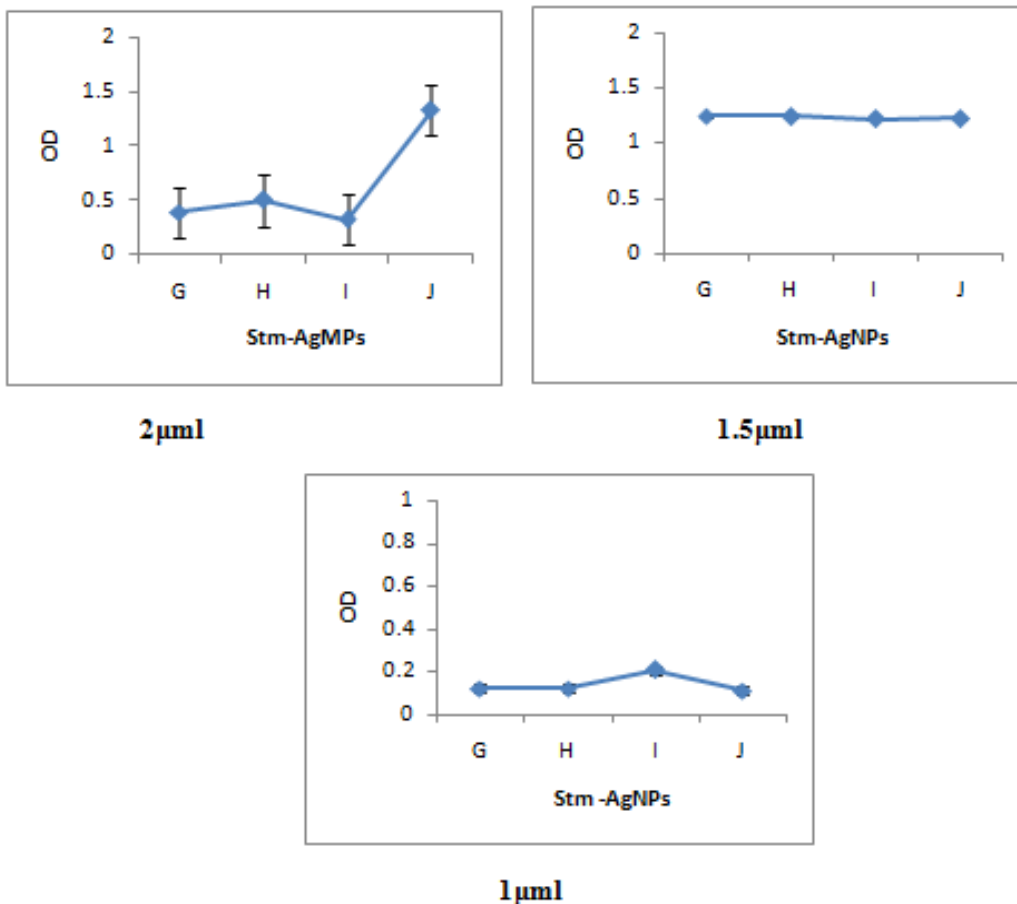 2
1.5
1
0.5
0
OD
G H I J
Stm-AgMPs
2µml
2
1.5
1
0.5
0
OD
G H I J
Stm-AgNPs
1.5µml
1
0.8
0.6
0.4
0.2
0
OD
G H I J
Stm -AgNPs
1µml